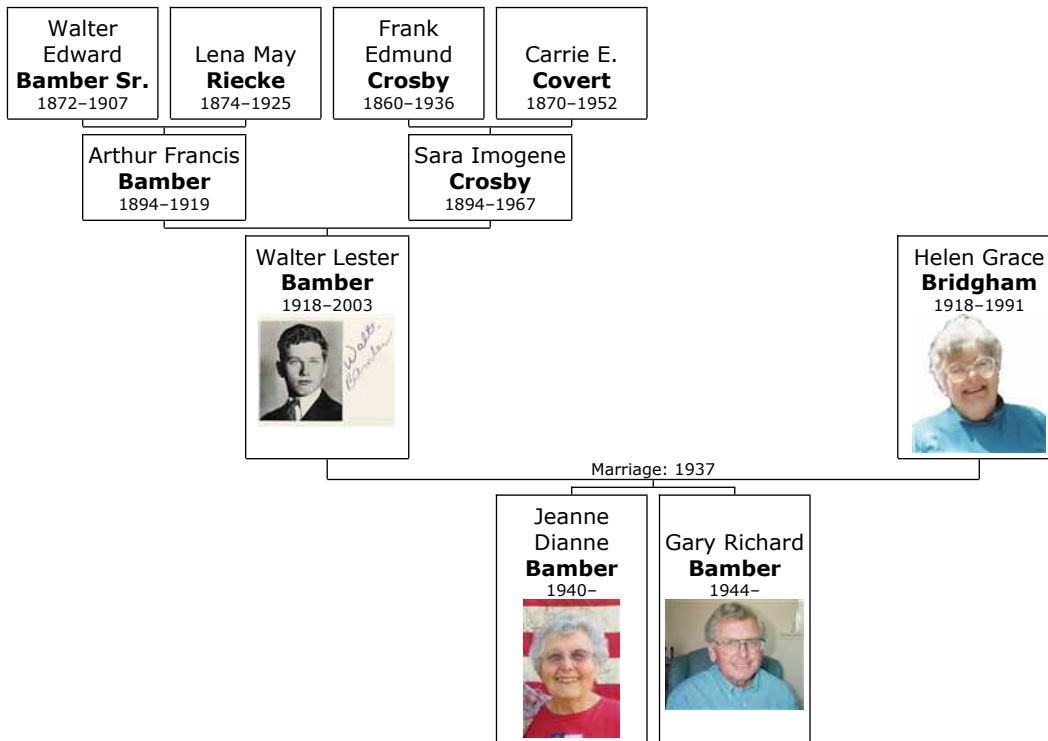 Walter
Edward
Bamber Sr.
1872–1907
Lena May
Riecke
1874–1925
Frank
Edmund
Crosby
1860–1936
Carrie E.
Covert
1870–1952
Arthur Francis
Bamber
1894–1919
Sara Imogene
Crosby
1894–1967
Walter Lester
Bamber
1918–2003
Walt.
Bamber
Helen Grace
Bridgham
1918–1991
Marriage: 1937
Jeanne
Dianne
Bamber
1940–
Gary Richard
Bamber
1944–